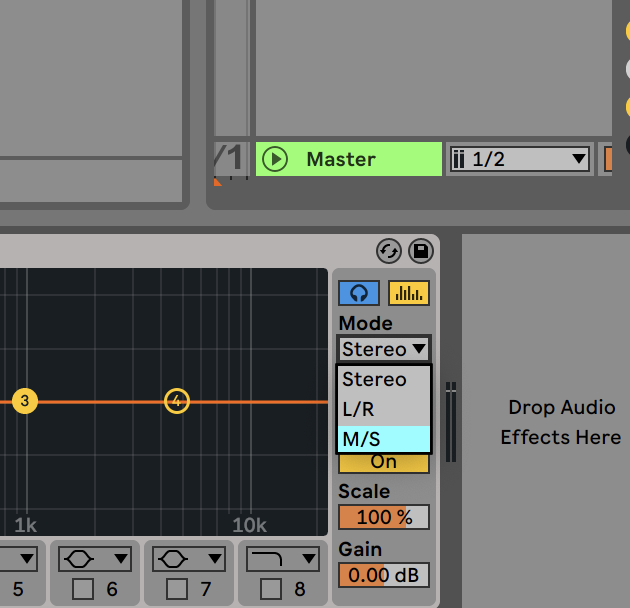 /1
Master
1/2
Mode
Stereo
Stereo
L/R
M/S
On
Scale
100 %
Gain
0.00 dB
3
4
1k
10k
5
6
7
8
Drop Audio
Effects Here